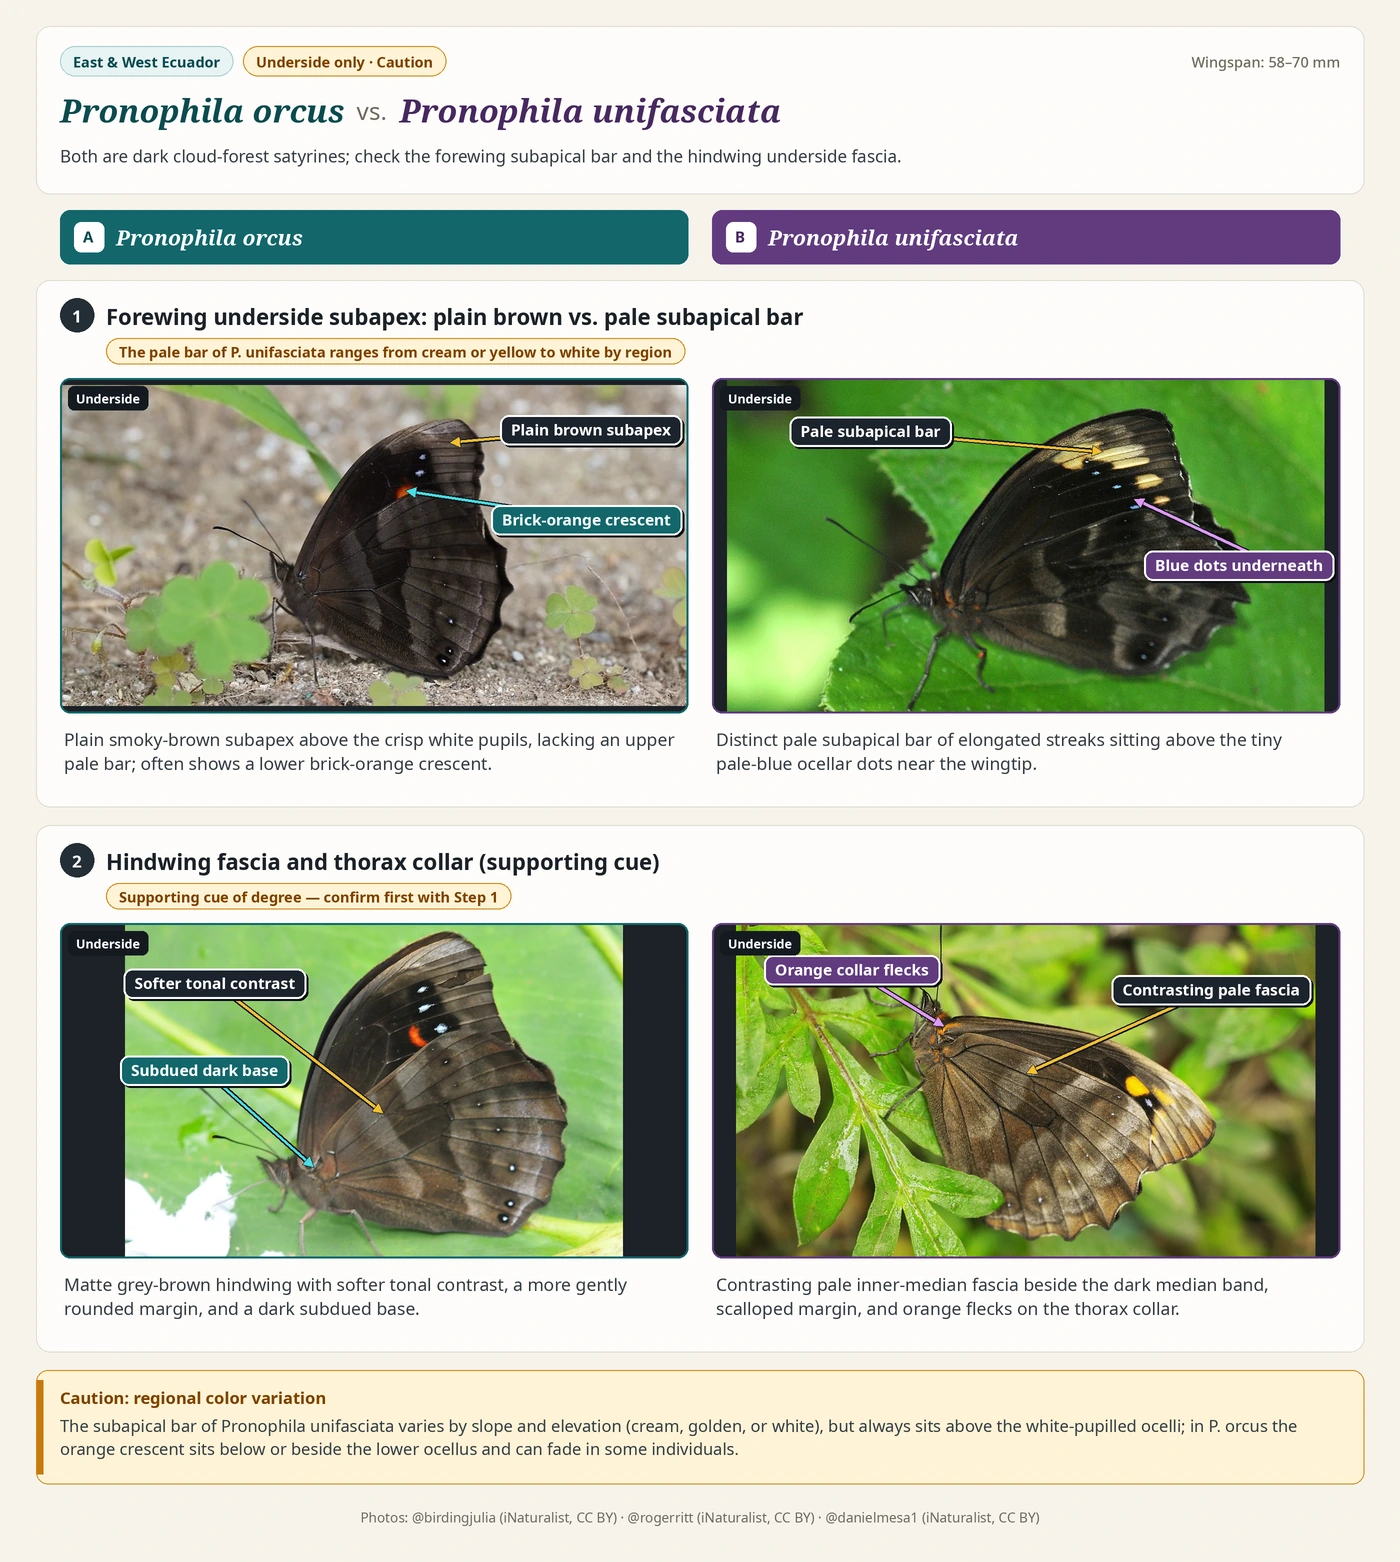 East & West Ecuador
Underside only · Caution
Wingspan: 58–70 mm
Pronophila orcus vs. Pronophila unifasciata
Both are dark cloud-forest satyrines; check the forewing subapical bar and the hindwing underside fascia.
A Pronophila orcus
B Pronophila unifasciata
1 Forewing underside subapex: plain brown vs. pale subapical bar
The pale bar of P. unifasciata ranges from cream or yellow to white by region
Underside
Plain brown subapex
Brick-orange crescent
Underside
Pale subapical bar
Blue dots underneath
Plain smoky-brown subapex above the crisp white pupils, lacking an upper
pale bar; often shows a lower brick-orange crescent.
Distinct pale subapical bar of elongated streaks sitting above the tiny
pale-blue ocellar dots near the wingtip.
2 Hindwing fascia and thorax collar (supporting cue)
Supporting cue of degree — confirm first with Step 1
Underside
Softer tonal contrast
Subdued dark base
Underside
Orange collar flecks
Contrasting pale fascia
Matte grey-brown hindwing with softer tonal contrast, a more gently
rounded margin, and a dark subdued base.
Contrasting pale inner-median fascia beside the dark median band,
scalloped margin, and orange flecks on the thorax collar.
Caution: regional color variation
The subapical bar of Pronophila unifasciata varies by slope and elevation (cream, golden, or white), but always sits above the white-pupilled ocelli; in P. orcus the
orange crescent sits below or beside the lower ocellus and can fade in some individuals.
Photos: @birdingjulia (iNaturalist, CC BY) · @rogerritt (iNaturalist, CC BY) · @danielmesa1 (iNaturalist, CC BY)